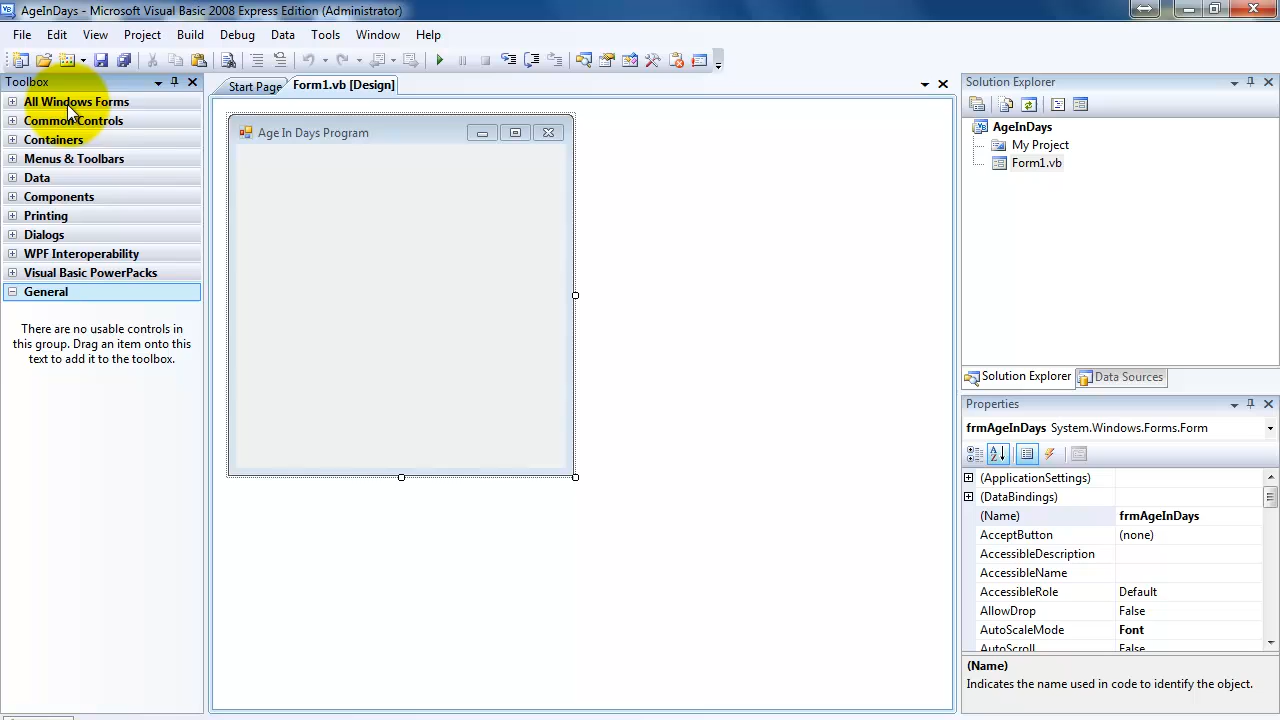 AgeInDays - Microsoft Visual Basic 2008 Express Edition (Administrator)
File Edit View Project Build Debug Data Tools Window Help
Toolbox
All Windows Forms
Common Controls
Containers
Menus & Toolbars
Data
Components
Printing
Dialogs
WPF Interoperability
Visual Basic PowerPacks
General
There are no usable controls in
this group. Drag an item onto this
text to add it to the toolbox.
Start Page Form1.vb [Design]
Age In Days Program
Solution Explorer
AgeInDays
My Project
Form1.vb
Solution Explorer Data Sources
Properties
frmAgeInDays System.Windows.Forms.Form
(ApplicationSettings)
(DataBindings)
(Name) frmAgeInDays
AcceptButton (none)
AccessibleDescription
AccessibleName
AccessibleRole Default
AllowDrop False
AutoScaleMode Font
AutoScroll False
(Name)
Indicates the name used in code to identify the object.